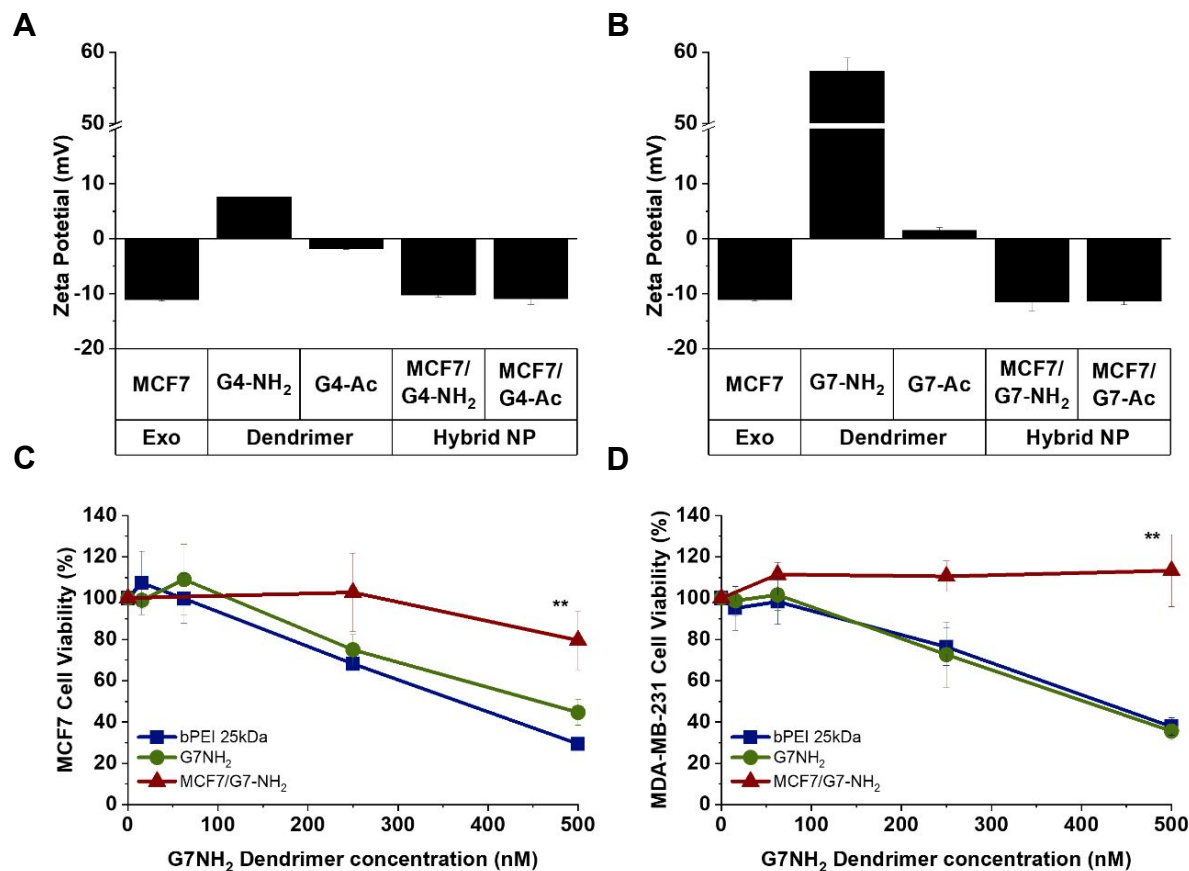 A
Zeta Potetial (mV)
60
50
10
0
-10
-20
MCF7
G4-NH₂
G4-Ac
MCF7/
G4-NH₂
MCF7/
G4-Ac
Exo
Dendrimer
Hybrid NP
B
Zeta Potetial (mV)
60
50
10
0
-10
-20
MCF7
G7-NH₂
G7-Ac
MCF7/
G7-NH₂
MCF7/
G7-Ac
Exo
Dendrimer
Hybrid NP
C
MCF7 Cell Viability (%)
140
120
100
80
60
40
20
0
**
bPEI 25kDa
G7NH₂
MCF7/G7-NH₂
0 100 200 300 400 500
G7NH₂ Dendrimer concentration (nM)
D
MDA-MB-231 Cell Viability (%)
140
120
100
80
60
40
20
0
**
bPEI 25kDa
G7NH₂
MCF7/G7-NH₂
0 100 200 300 400 500
G7NH₂ Dendrimer concentration (nM)